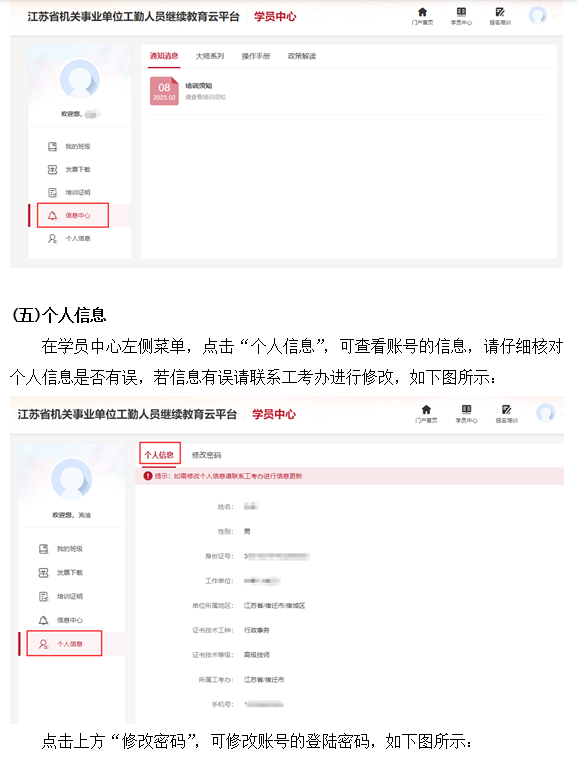 江苏省机关事业单位工勤人员继续教育云平台 学员中心 门户首页 学员中心 报名培训
通知消息 大师系列 操作手册 政策解读
08
2023.02
培训须知
请查看培训须知
欢迎您，
我的班级
发票下载
培训证明
信息中心
个人信息
(五)个人信息
在学员中心左侧菜单，点击“个人信息”，可查看账号的信息，请仔细核对
个人信息是否有误，若信息有误请联系工考办进行修改，如下图所示：
江苏省机关事业单位工勤人员继续教育云平台 学员中心 门户首页 学员中心 报名培训
个人信息 修改密码
提示：如需修改个人信息请联系工考办进行信息更新
欢迎您，
我的班级
发票下载
培训证明
信息中心
个人信息
姓名：
性别： 男
身份证号： 3
工作单位：
单位所属地区： 江苏省/宿迁市/宿城区
证书技术工种： 行政事务
证书技术等级： 高级技师
所属工考办： 江苏省/宿迁市
手机号： 1
点击上方“修改密码”，可修改账号的登陆密码，如下图所示：